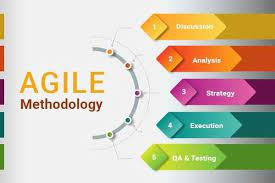 AGILE
Methodology
1 Discussion
2 Analysis
3 Strategy
4 Execution
5 QA & Testing